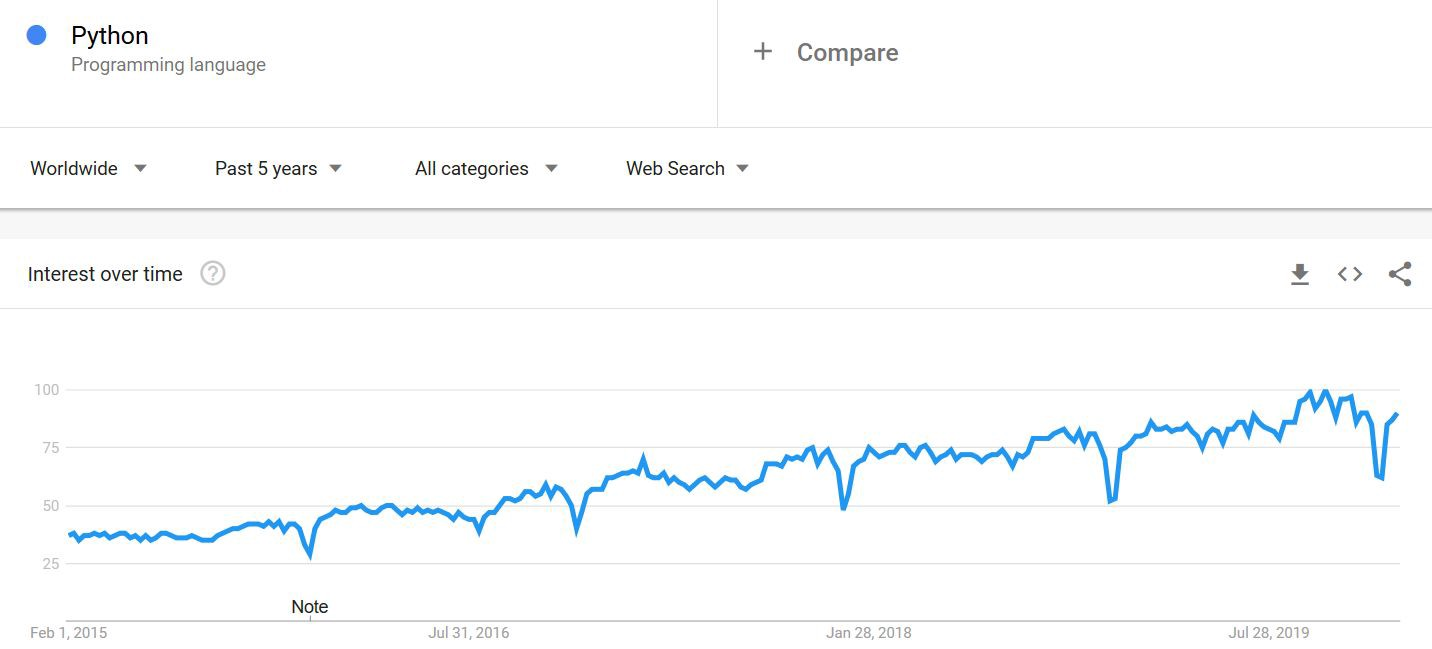 Python
Programming language
+ Compare
Worldwide
Past 5 years
All categories
Web Search
Interest over time ?
100
75
50
25
Note
Feb 1, 2015
Jul 31, 2016
Jan 28, 2018
Jul 28, 2019